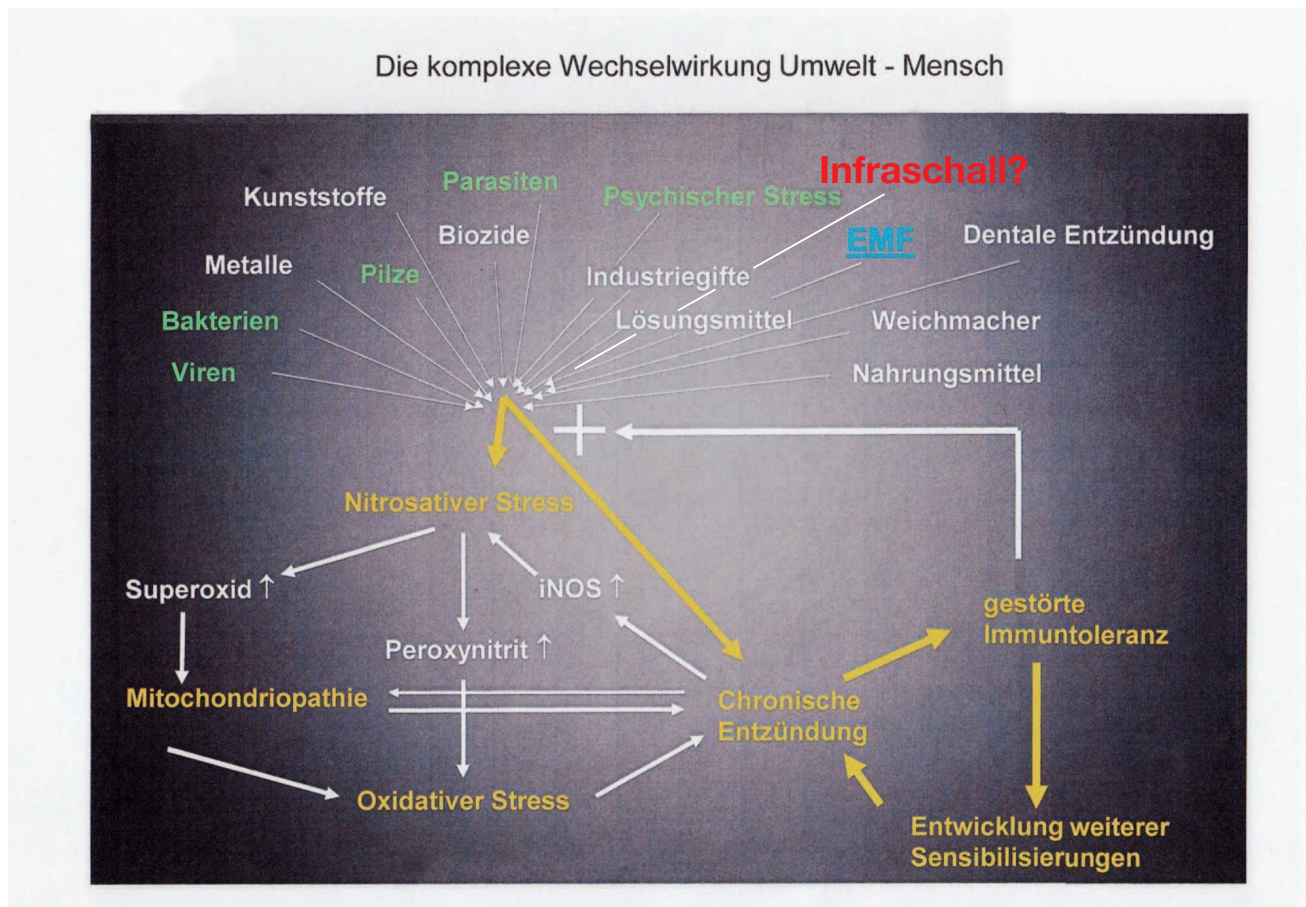 Die komplexe Wechselwirkung Umwelt - Mensch
Infraschall?
Parasiten
Kunststoffe
Psychischer Stress
Biozide
EMF
Dentale Entzündung
Metalle
Pilze
Industriegifte
Bakterien
Lösungsmittel
Weichmacher
Viren
Nahrungsmittel
+
Nitrosativer Stress
Superoxid ↑
iNOS ↑
gestörte
Immuntoleranz
Peroxynitrit ↑
Mitochondriopathie
Chronische
Entzündung
Oxidativer Stress
Entwicklung weiterer
Sensibilisierungen